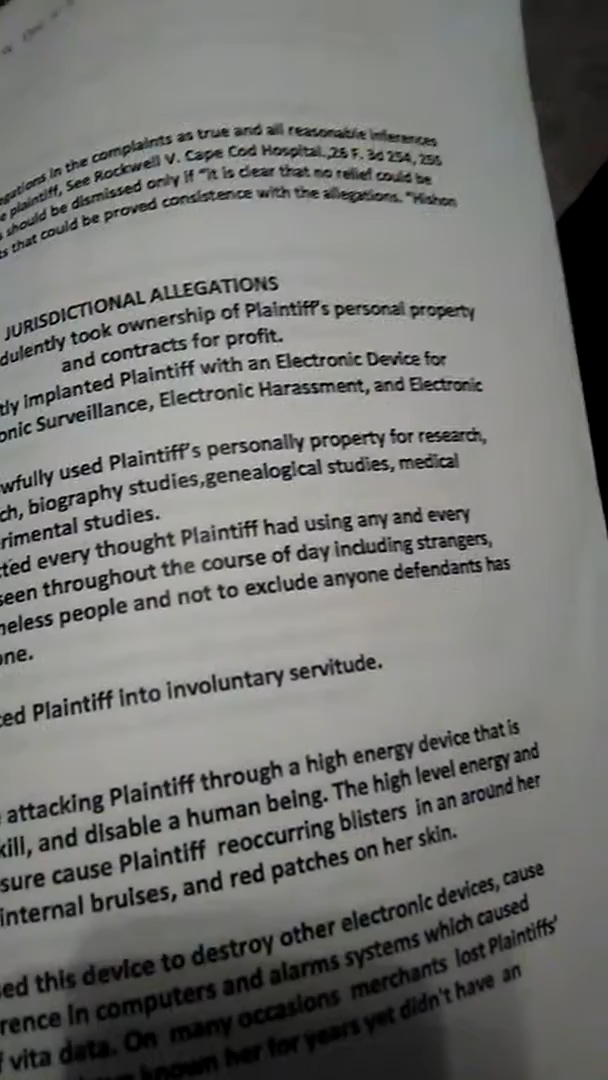 gations in the complaints as true and all reasonable inferences
e plaintiff, See Rockwell V. Cape Cod Hospital.,26 F. 3d 254, 255
should be dismissed only if "it is clear that no relief could be
ts that could be proved consistence with the allegations. "Hishon
JURISDICTIONAL ALLEGATIONS
dulently took ownership of Plaintiff's personal property
and contracts for profit.
tly implanted Plaintiff with an Electronic Device for
onic Surveillance, Electronic Harassment, and Electronic
wfully used Plaintiff's personally property for research,
ch, biography studies,genealogical studies, medical
rimental studies.
ted every thought Plaintiff had using any and every
seen throughout the course of day including strangers,
meless people and not to exclude anyone defendants has
one.
ced Plaintiff into involuntary servitude.
attacking Plaintiff through a high energy device that is
kill, and disable a human being. The high level energy and
sure cause Plaintiff reoccurring blisters in an around her
internal bruises, and red patches on her skin.
sed this device to destroy other electronic devices, cause
rence in computers and alarms systems which caused
f vita data. On many occasions merchants lost Plaintiffs'
known her for years yet didn't have an